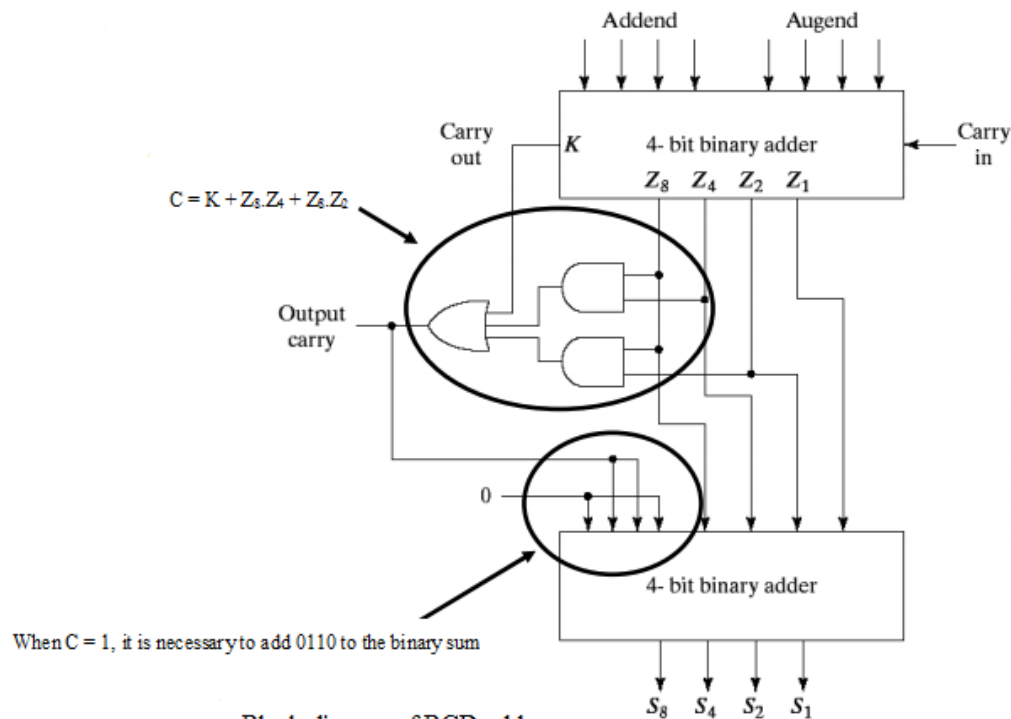 Addend Augend
Carry out
K 4- bit binary adder
Carry in
Z8 Z4 Z2 Z1
C = K + Z8.Z4 + Z8.Z2
Output carry
0
4- bit binary adder
When C = 1, it is necessary to add 0110 to the binary sum
S8 S4 S2 S1